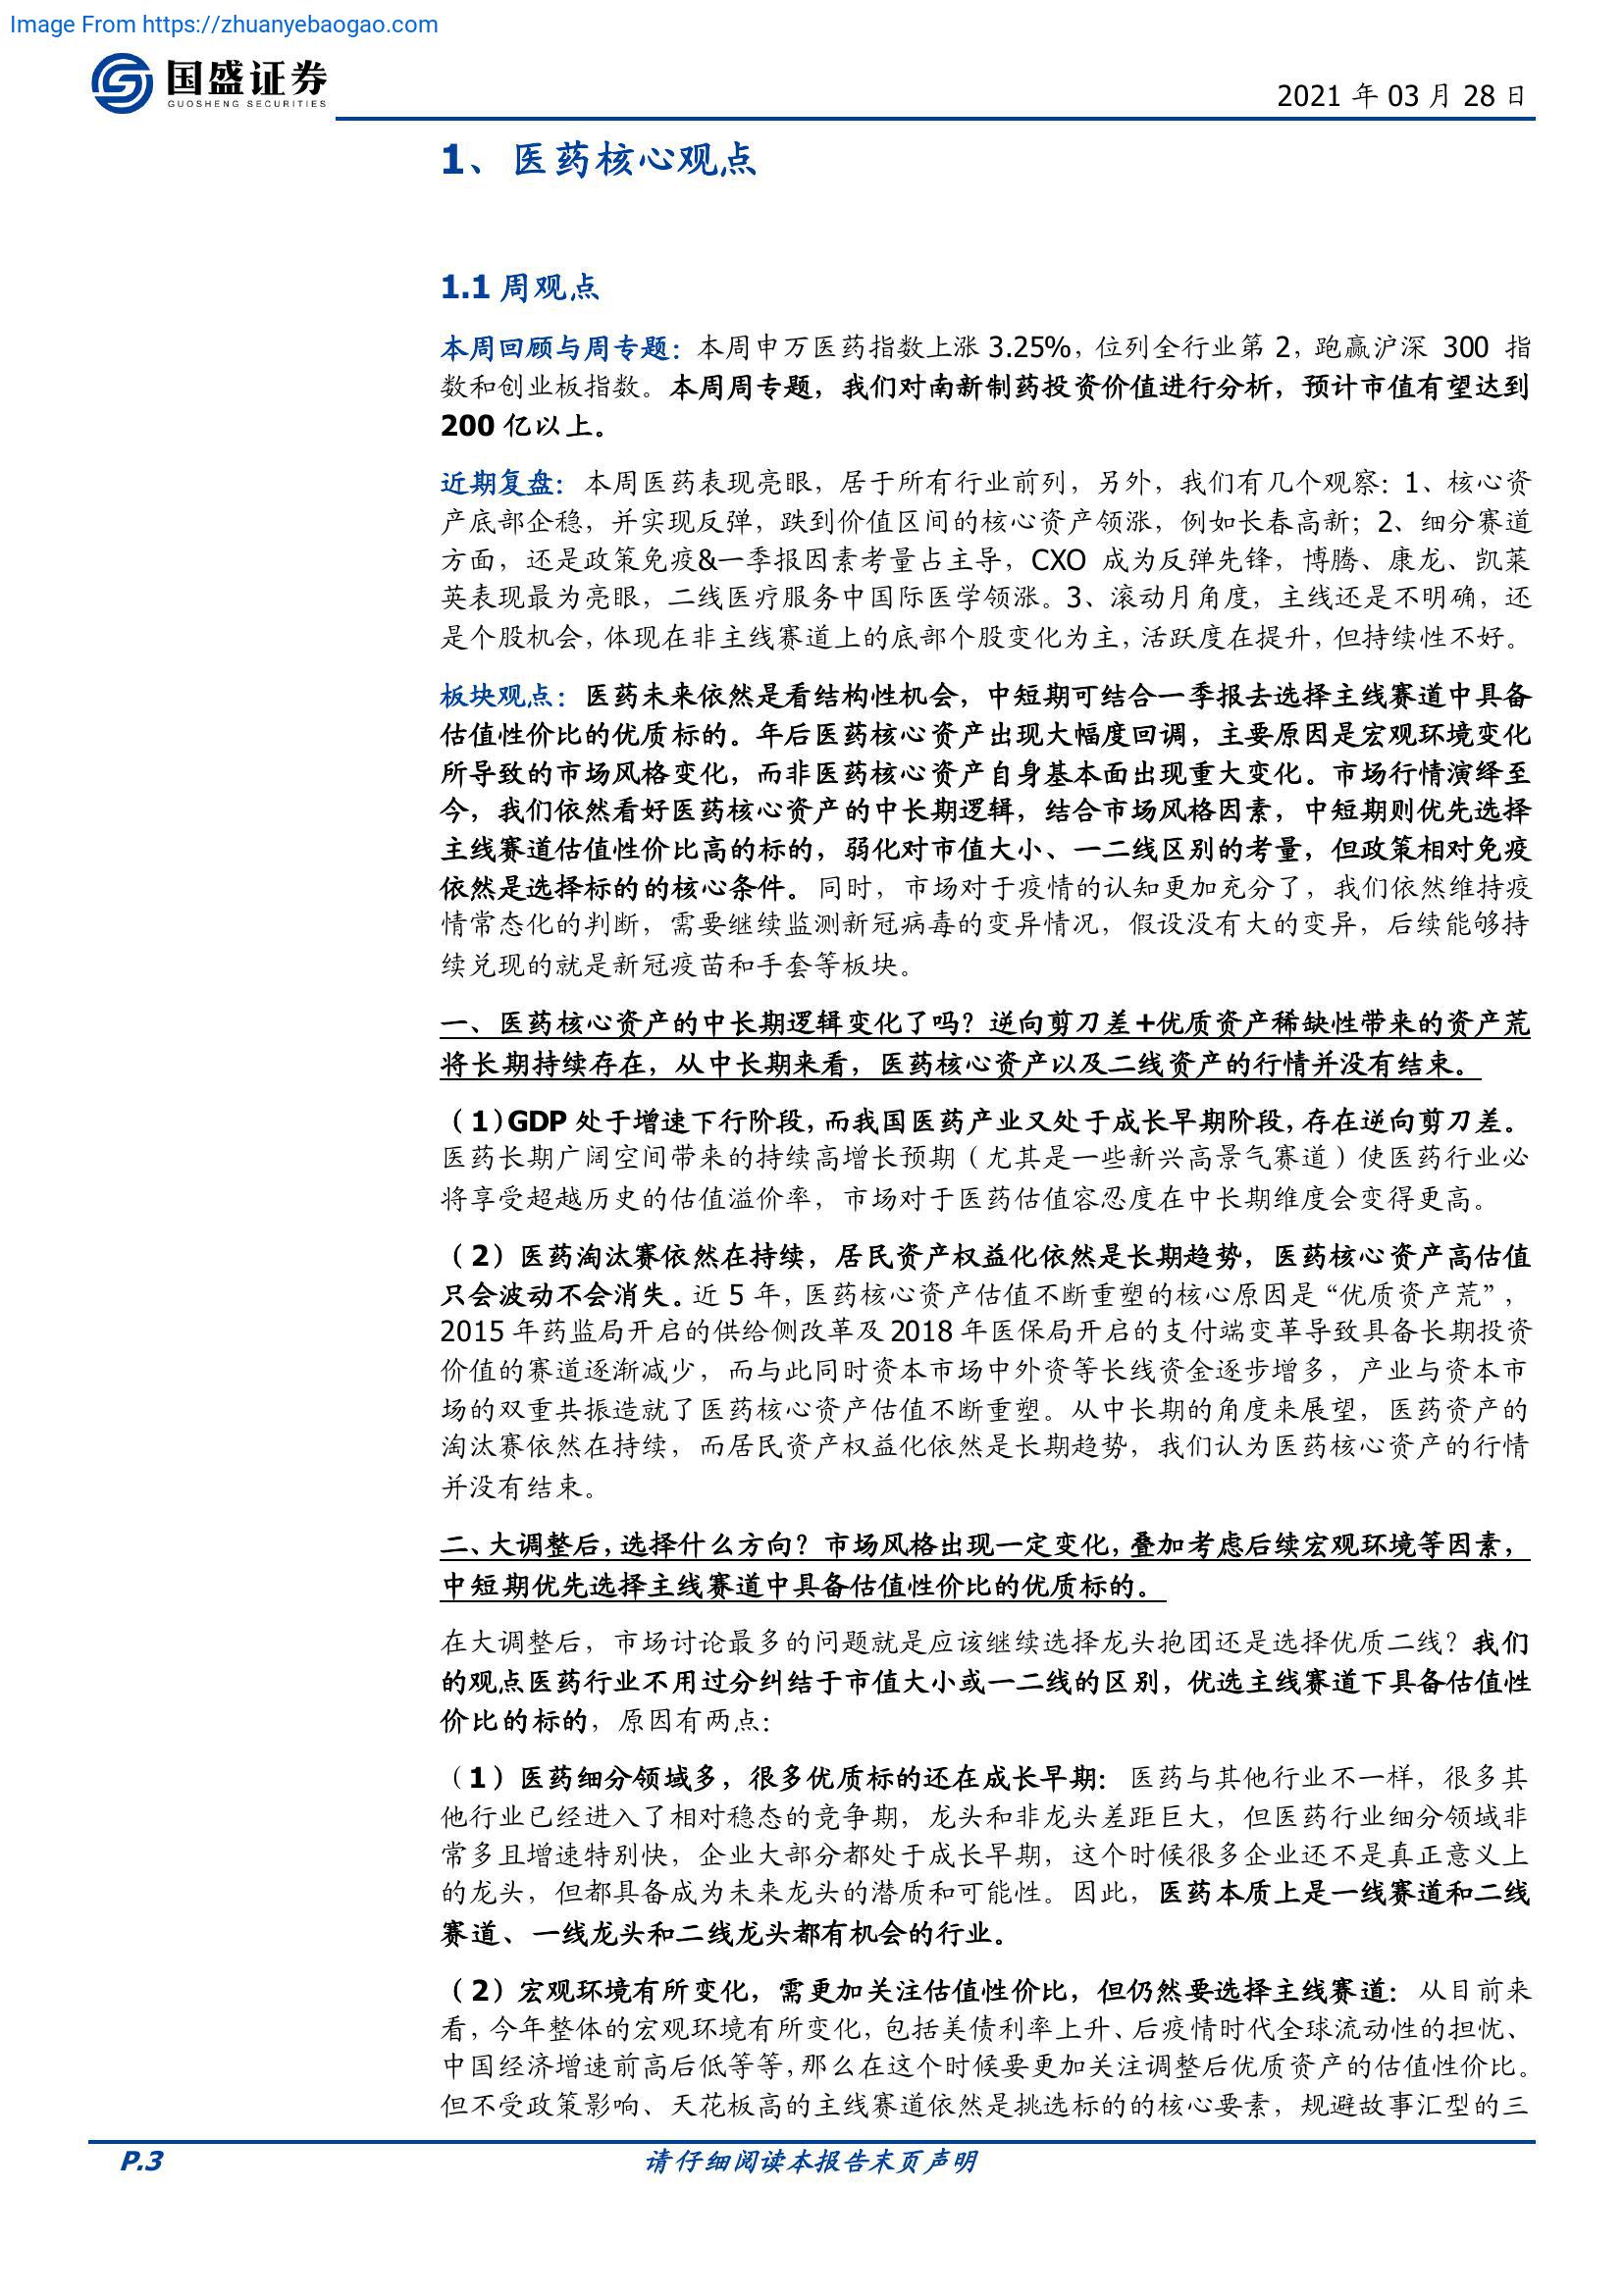 Image From https://zhuanyebaogao.com
国盛证券
GUOSHENG SECURITIES
2021 年 03 月 28 日
1、 医药核心观点
1.1 周观点
本周回顾与周专题：本周申万医药指数上涨 3.25%，位列全行业第 2，跑赢沪深 300 指
数和创业板指数。本周周专题，我们对南新制药投资价值进行分析，预计市值有望达到
200 亿以上。
近期复盘：本周医药表现亮眼，居于所有行业前列，另外，我们有几个观察：1、核心资
产底部企稳，并实现反弹，跌到价值区间的核心资产领涨，例如长春高新；2、细分赛道
方面，还是政策免疫&一季报因素考量占主导，CXO 成为反弹先锋，博腾、康龙、凯莱
英表现最为亮眼，二线医疗服务中国际医学领涨。3、滚动月角度，主线还是不明确，还
是个股机会，体现在非主线赛道上的底部个股变化为主，活跃度在提升，但持续性不好。
板块观点：医药未来依然是看结构性机会，中短期可结合一季报去选择主线赛道中具备
估值性价比的优质标的。年后医药核心资产出现大幅度回调，主要原因是宏观环境变化
所导致的市场风格变化，而非医药核心资产自身基本面出现重大变化。市场行情演绎至
今，我们依然看好医药核心资产的中长期逻辑，结合市场风格因素，中短期则优先选择
主线赛道估值性价比高的标的，弱化对市值大小、一二线区别的考量，但政策相对免疫
依然是选择标的的核心条件。同时，市场对于疫情的认知更加充分了，我们依然维持疫
情常态化的判断，需要继续监测新冠病毒的变异情况，假设没有大的变异，后续能够持
续兑现的就是新冠疫苗和手套等板块。
一、医药核心资产的中长期逻辑变化了吗？逆向剪刀差+优质资产稀缺性带来的资产荒
将长期持续存在，从中长期来看，医药核心资产以及二线资产的行情并没有结束。
（1）GDP 处于增速下行阶段，而我国医药产业又处于成长早期阶段，存在逆向剪刀差。
医药长期广阔空间带来的持续高增长预期（尤其是一些新兴高景气赛道）使医药行业必
将享受超越历史的估值溢价率，市场对于医药估值容忍度在中长期维度会变得更高。
（2）医药淘汰赛依然在持续，居民资产权益化依然是长期趋势，医药核心资产高估值
只会波动不会消失。近 5 年，医药核心资产估值不断重塑的核心原因是“优质资产荒”，
2015 年药监局开启的供给侧改革及 2018 年医保局开启的支付端变革导致具备长期投资
价值的赛道逐渐减少，而与此同时资本市场中外资等长线资金逐步增多，产业与资本市
场的双重共振造就了医药核心资产估值不断重塑。从中长期的角度来展望，医药资产的
淘汰赛依然在持续，而居民资产权益化依然是长期趋势，我们认为医药核心资产的行情
并没有结束。
二、大调整后，选择什么方向？市场风格出现一定变化，叠加考虑后续宏观环境等因素，
中短期优先选择主线赛道中具备估值性价比的优质标的。
在大调整后，市场讨论最多的问题就是应该继续选择龙头抱团还是选择优质二线？我们
的观点医药行业不用过分纠结于市值大小或一二线的区别，优选主线赛道下具备估值性
价比的标的，原因有两点：
（1）医药细分领域多，很多优质标的还在成长早期：医药与其他行业不一样，很多其
他行业已经进入了相对稳态的竞争期，龙头和非龙头差距巨大，但医药行业细分领域非
常多且增速特别快，企业大部分都处于成长早期，这个时候很多企业还不是真正意义上
的龙头，但都具备成为未来龙头的潜质和可能性。因此，医药本质上是一线赛道和二线
赛道、一线龙头和二线龙头都有机会的行业。
（2）宏观环境有所变化，需更加关注估值性价比，但仍然要选择主线赛道：从目前来
看，今年整体的宏观环境有所变化，包括美债利率上升、后疫情时代全球流动性的担忧、
中国经济增速前高后低等等，那么在这个时候要更加关注调整后优质资产的估值性价比。
但不受政策影响、天花板高的主线赛道依然是挑选标的的核心要素，规避故事汇型的三
P.3
请仔细阅读本报告末页声明